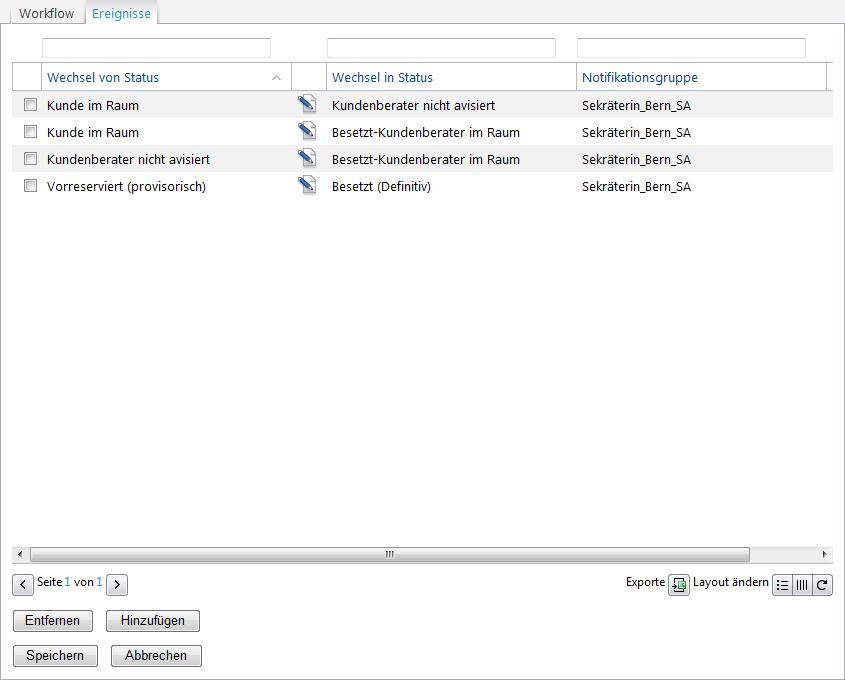 Workflow Ereignisse
Wechsel von Status Wechsel in Status Notifikationsgruppe
Kunde im Raum Kundenberater nicht avisiert Sekräterin_Bern_SA
Kunde im Raum Besetzt-Kundenberater im Raum Sekräterin_Bern_SA
Kundenberater nicht avisiert Besetzt-Kundenberater im Raum Sekräterin_Bern_SA
Vorreserviert (provisorisch) Besetzt (Definitiv) Sekräterin_Bern_SA
Seite 1 von 1 Exporte Layout ändern
Entfernen Hinzufügen
Speichern Abbrechen